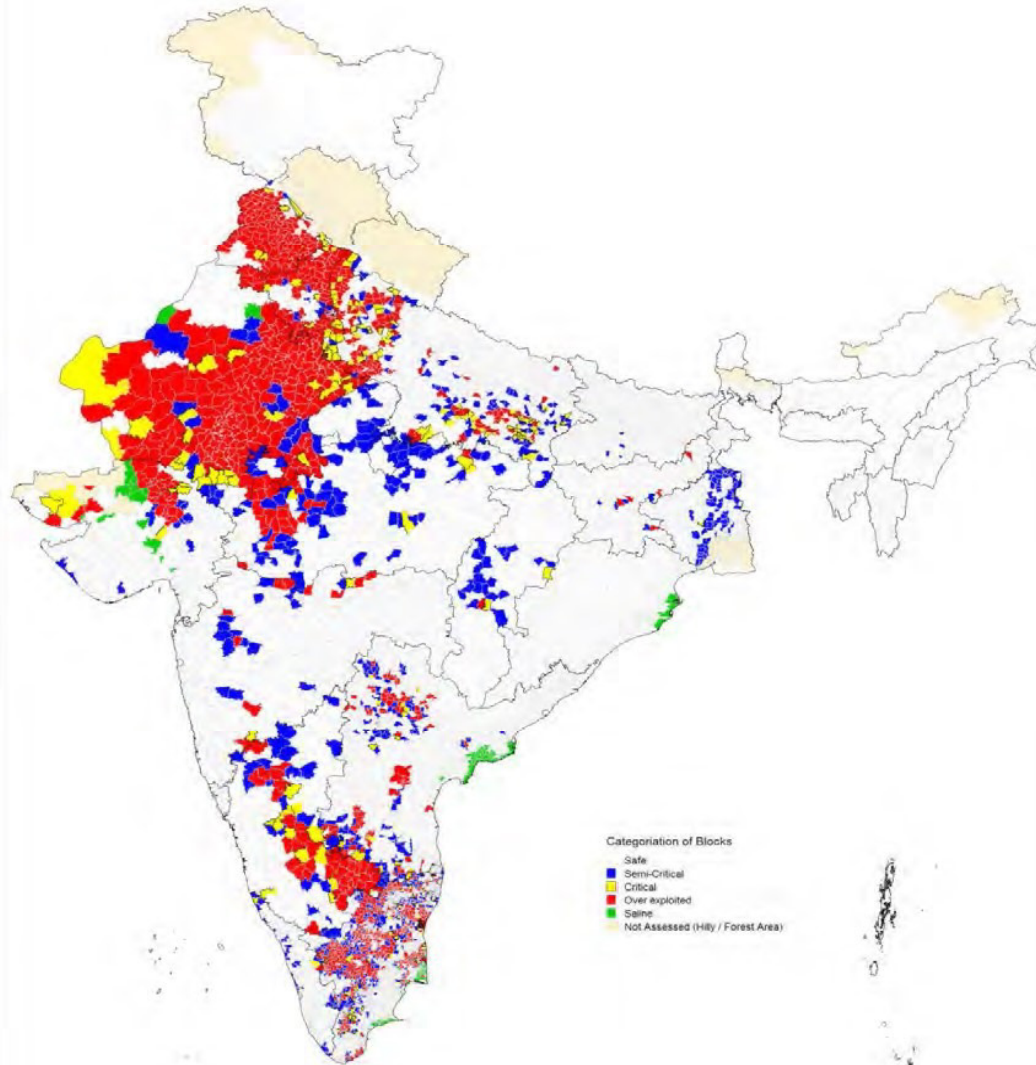 Categoriation of Blocks
Safe
Semi-Critical
Critical
Over exploited
Saline
Not Assessed (Hilly / Forest Area)